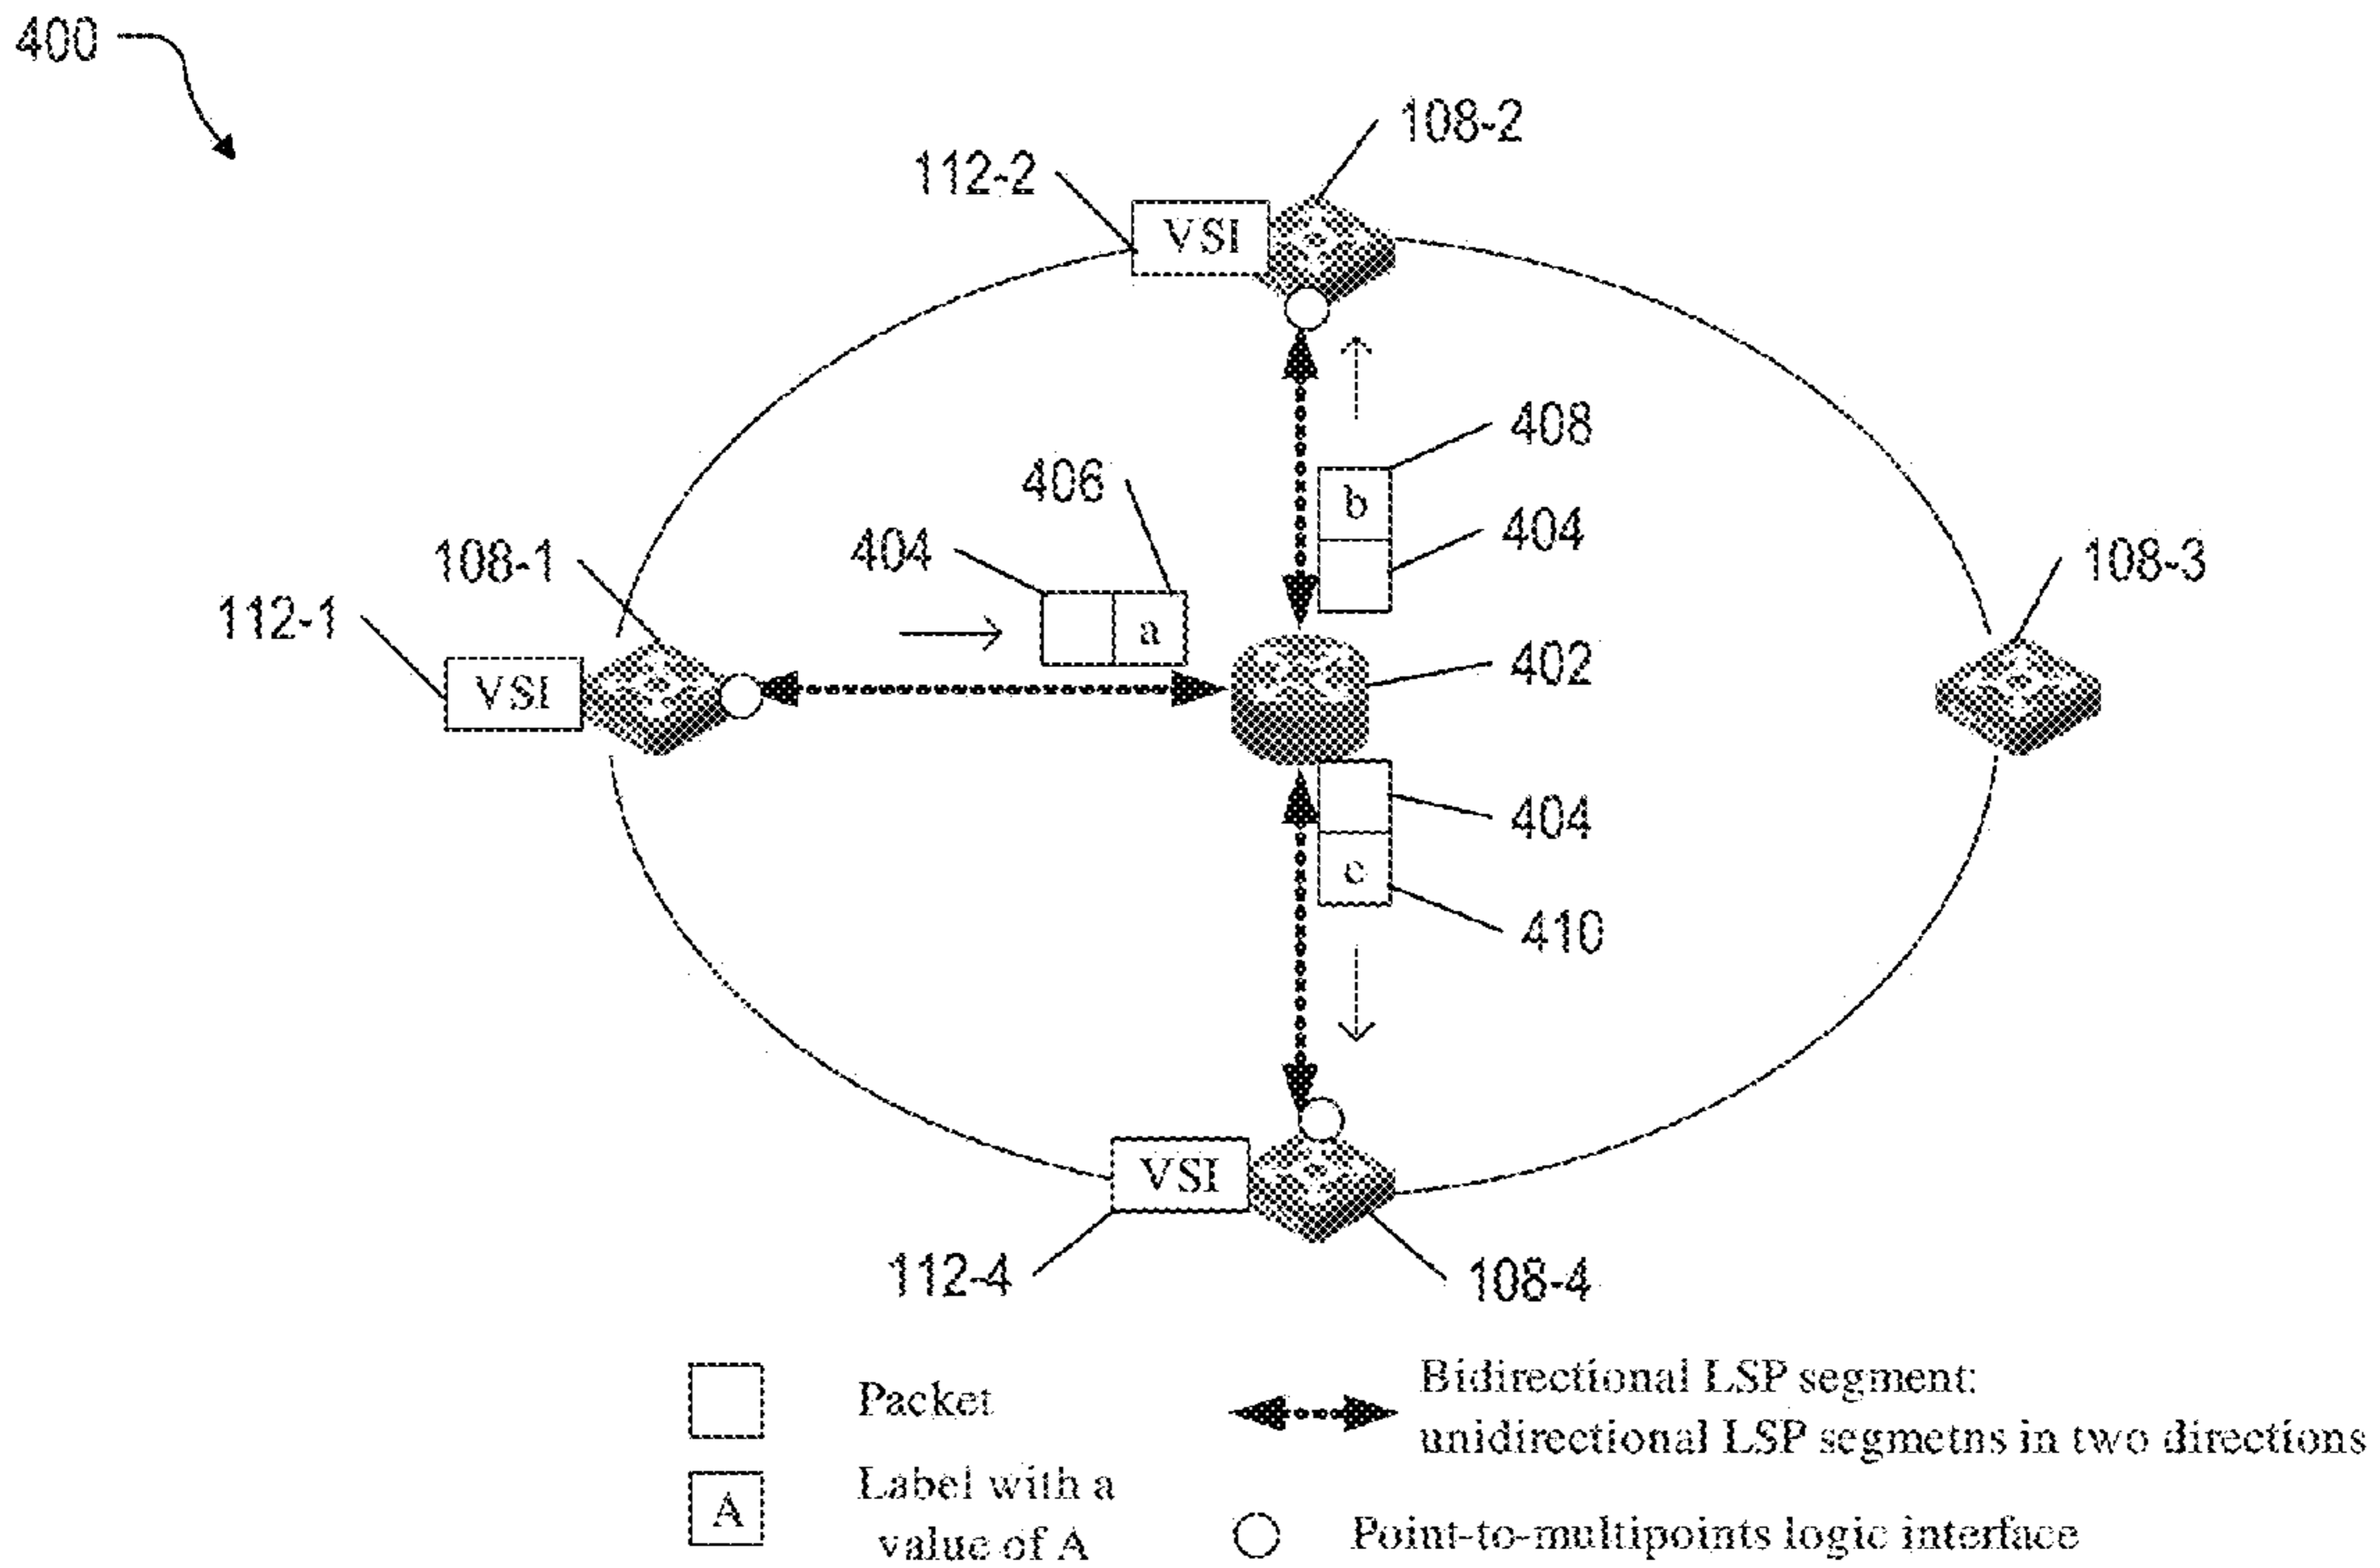 400
108-2
112-2
VSI
408
b
406
404
404
108-1
108-3
112-1
a
402
VSI
404
c
410
VSI
112-4
108-4
Packet
Bidirectional LSP segment:
unidirectional LSP segmetns in two directions
A
Label with a
value of A
Point-to-multipoints logic interface